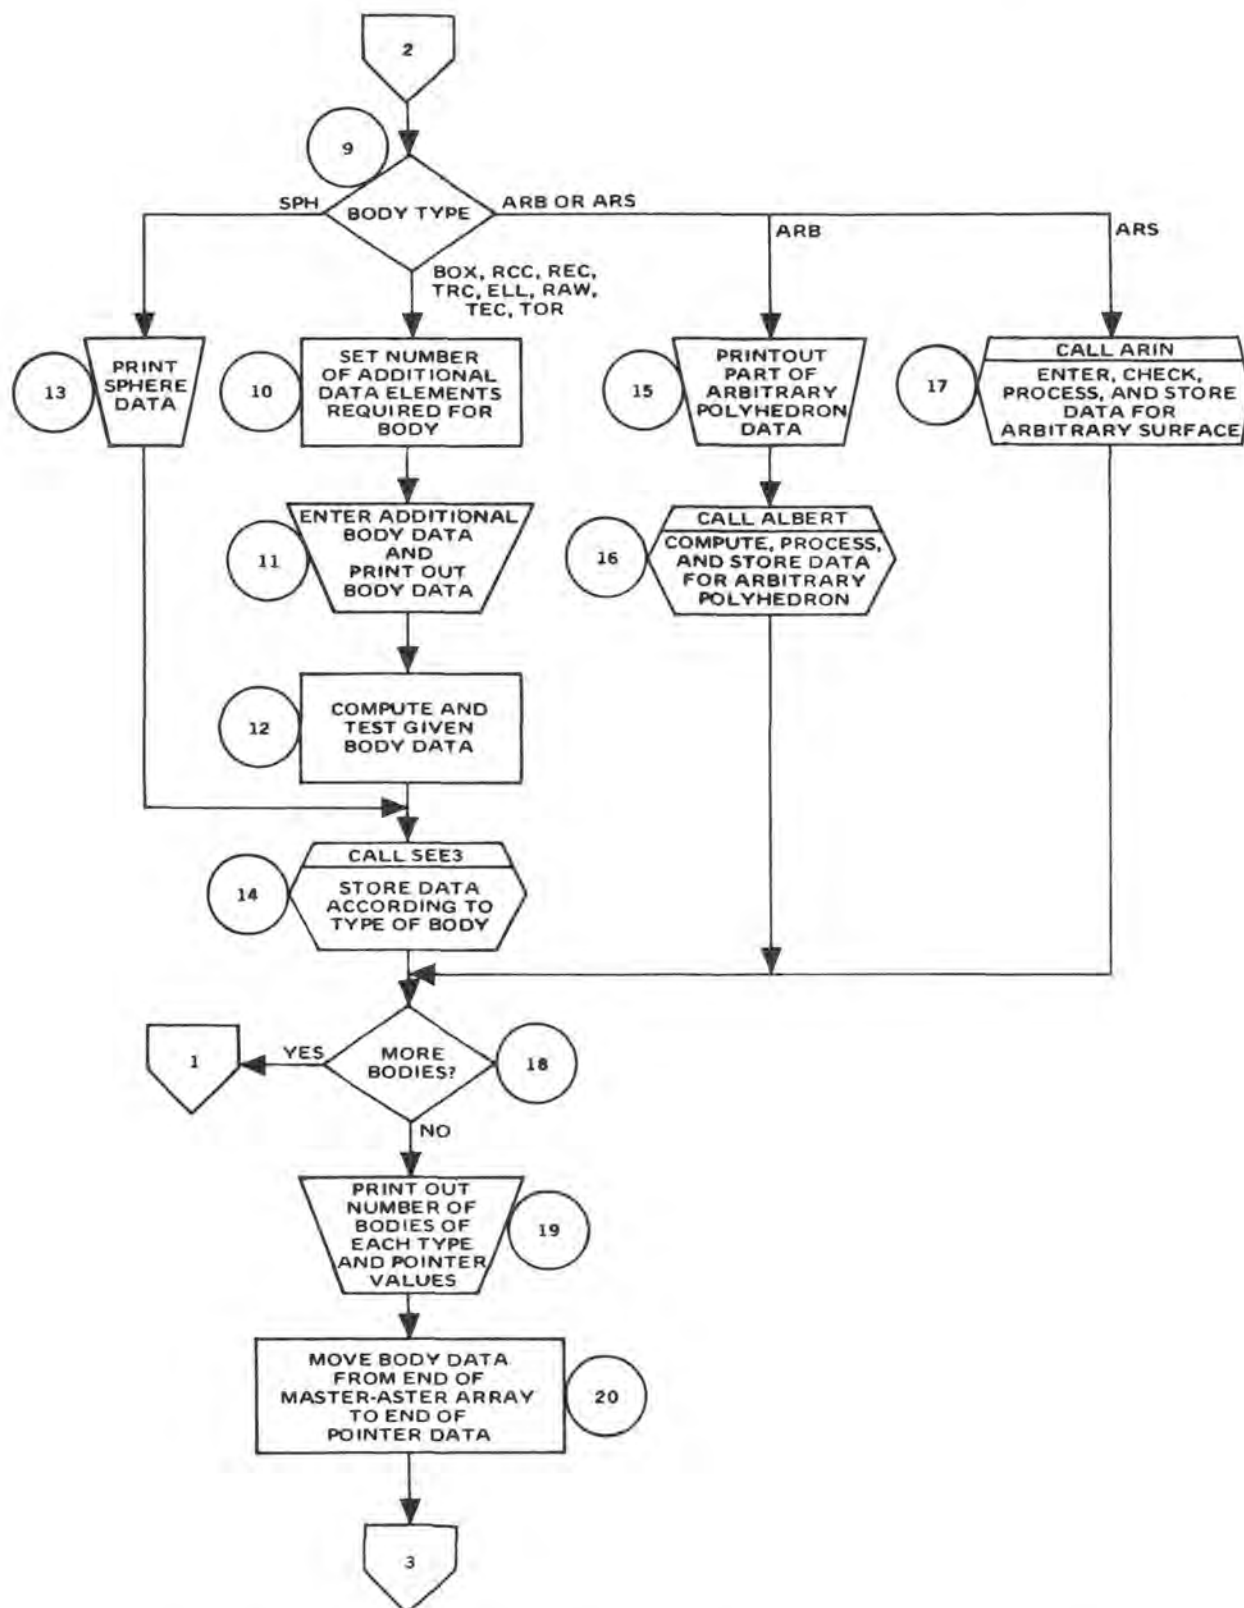 2
9
SPH
BODY TYPE
ARB OR ARS
ARB
ARS
BOX, RCC, REC,
TRC, ELL, RAW,
TEC, TOR
13
PRINT
SPHERE
DATA
10
SET NUMBER
OF ADDITIONAL
DATA ELEMENTS
REQUIRED FOR
BODY
15
PRINTOUT
PART OF
ARBITRARY
POLYHEDRON
DATA
17
CALL ARIN
ENTER, CHECK,
PROCESS, AND STORE
DATA FOR
ARBITRARY SURFACE
11
ENTER ADDITIONAL
BODY DATA
AND
PRINT OUT
BODY DATA
16
CALL ALBERT
COMPUTE, PROCESS,
AND STORE DATA
FOR ARBITRARY
POLYHEDRON
12
COMPUTE AND
TEST GIVEN
BODY DATA
14
CALL SEE3
STORE DATA
ACCORDING TO
TYPE OF BODY
1
YES
MORE
BODIES?
18
NO
PRINT OUT
NUMBER OF
BODIES OF
EACH TYPE
AND POINTER
VALUES
19
MOVE BODY DATA
FROM END OF
MASTER-ASTER ARRAY
TO END OF
POINTER DATA
20
3